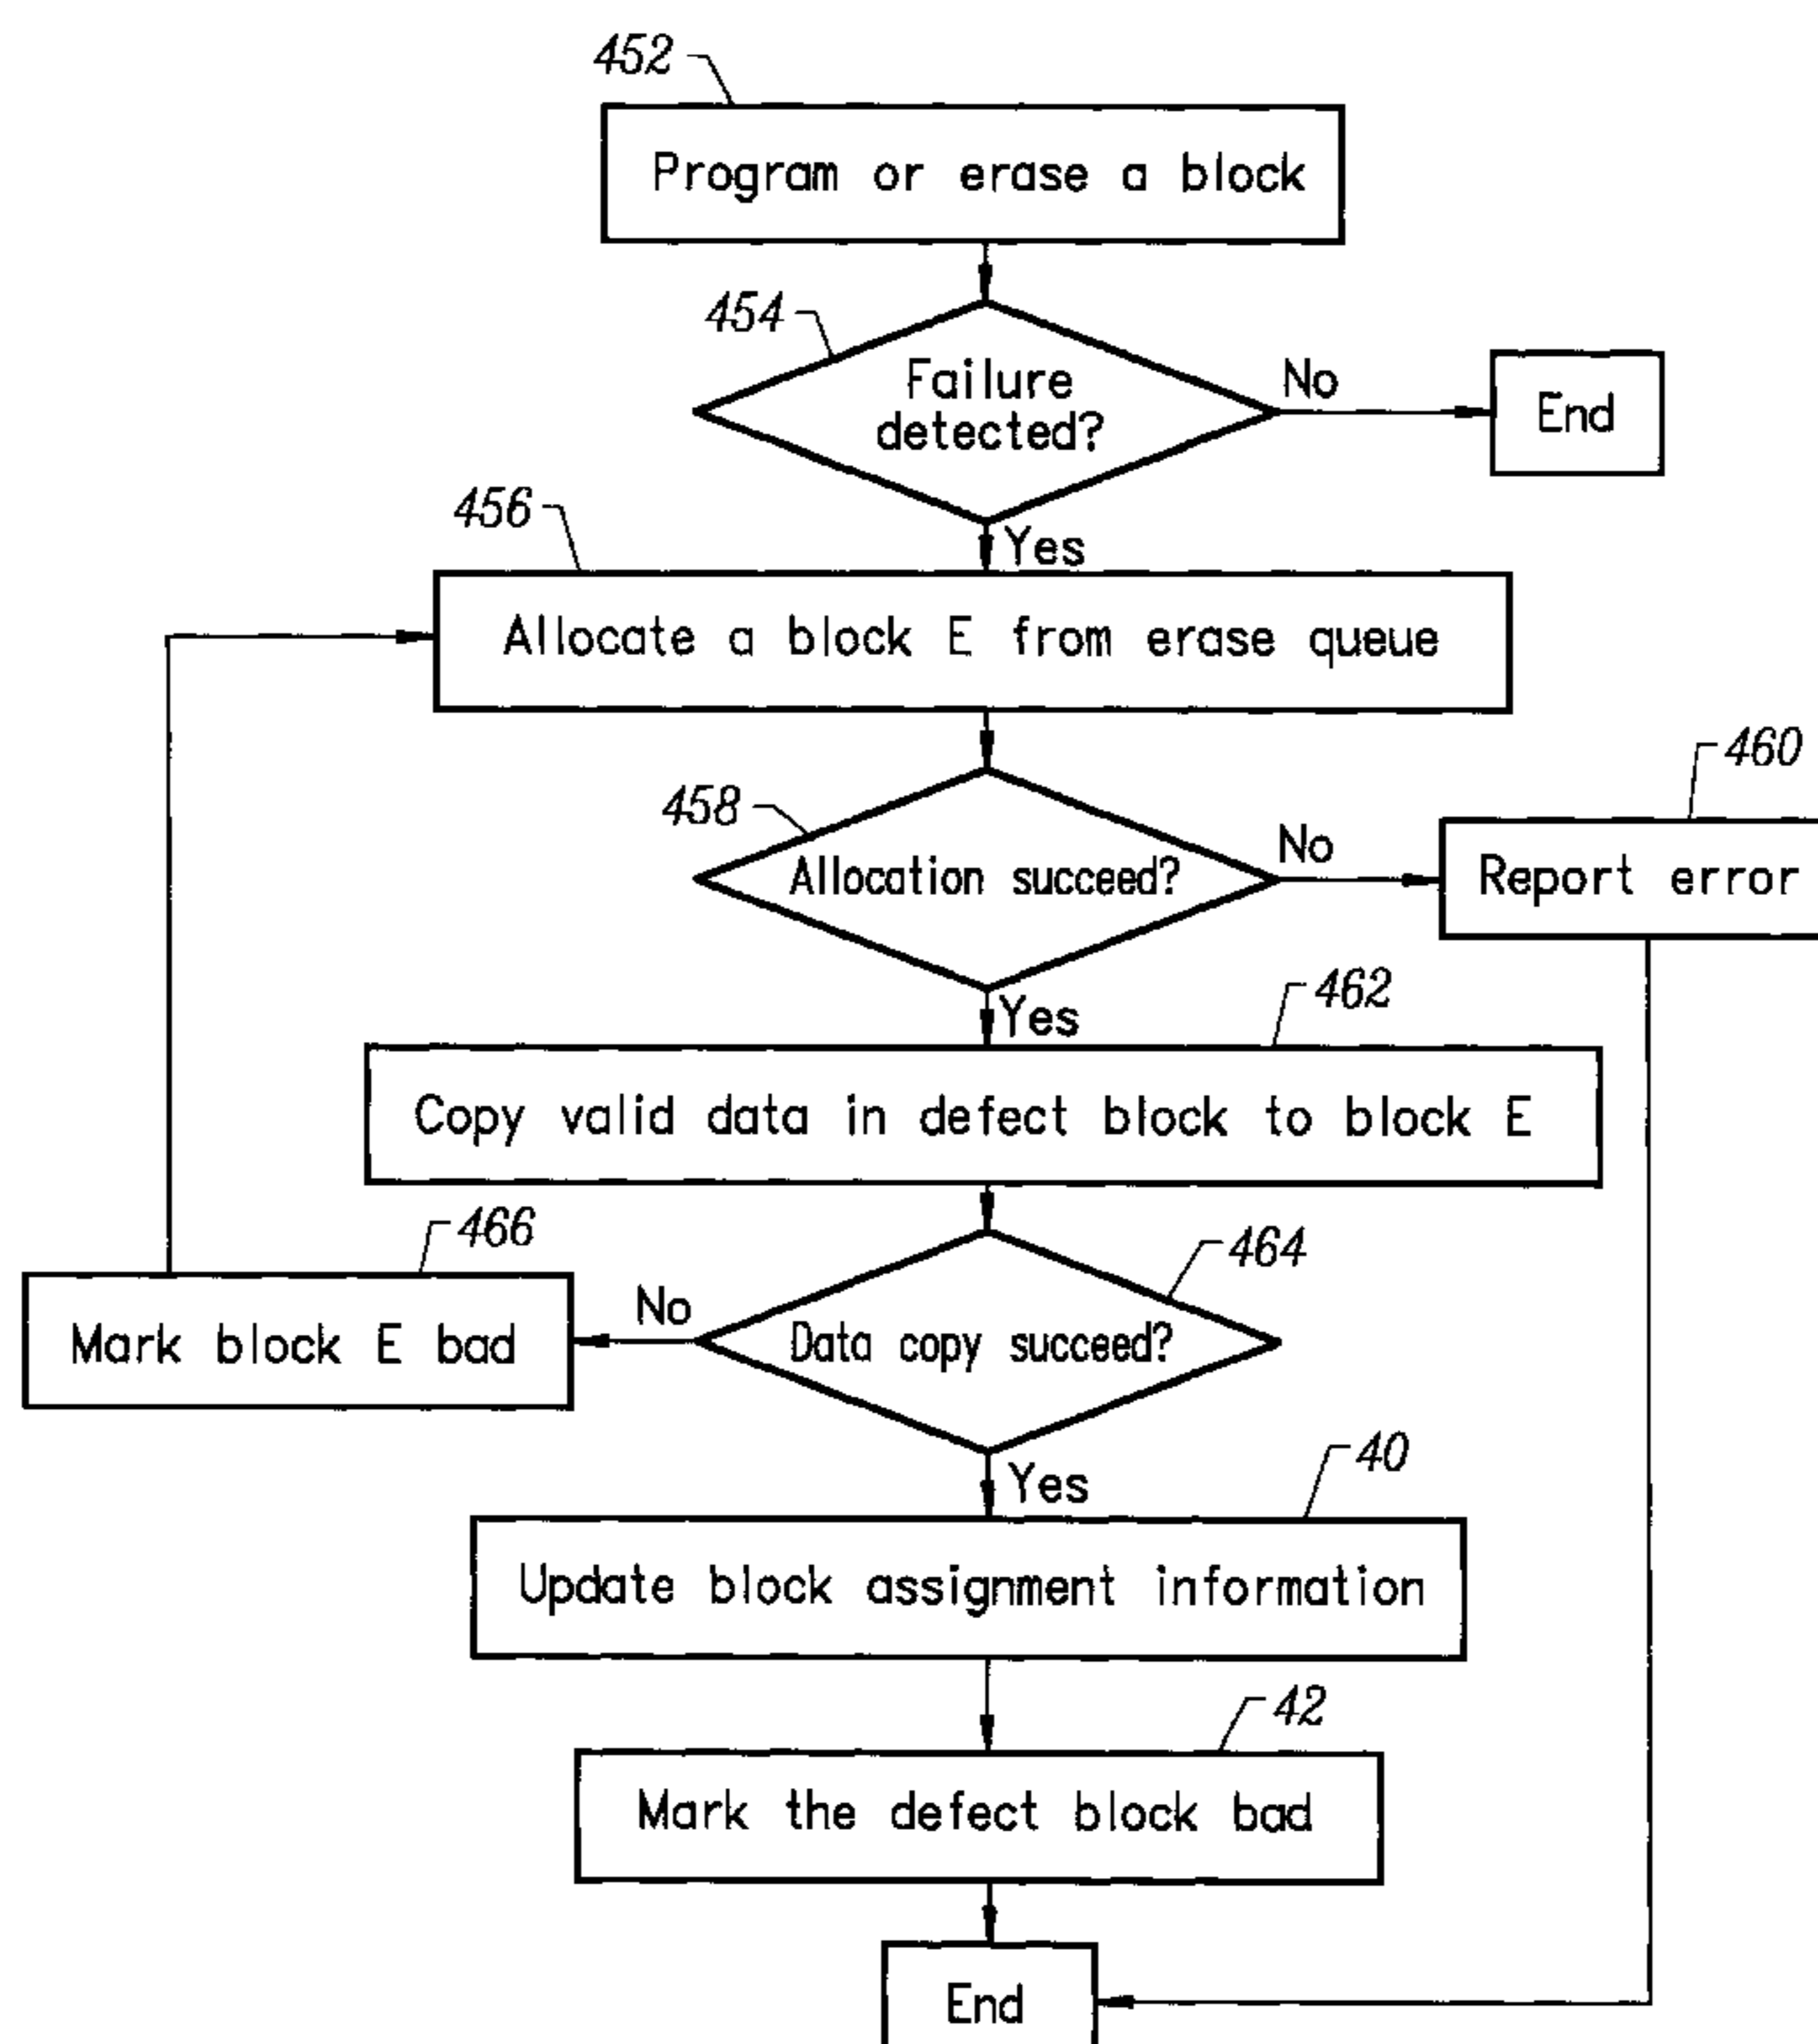 452
Program or erase a block
454
Failure
detected?
No
End
Yes
456
Allocate a block E from erase queue
458
Allocation succeed?
No
460
Report error
Yes
462
Copy valid data in defect block to block E
464
Data copy succeed?
No
466
Mark block E bad
Yes
40
Update block assignment information
42
Mark the defect block bad
End